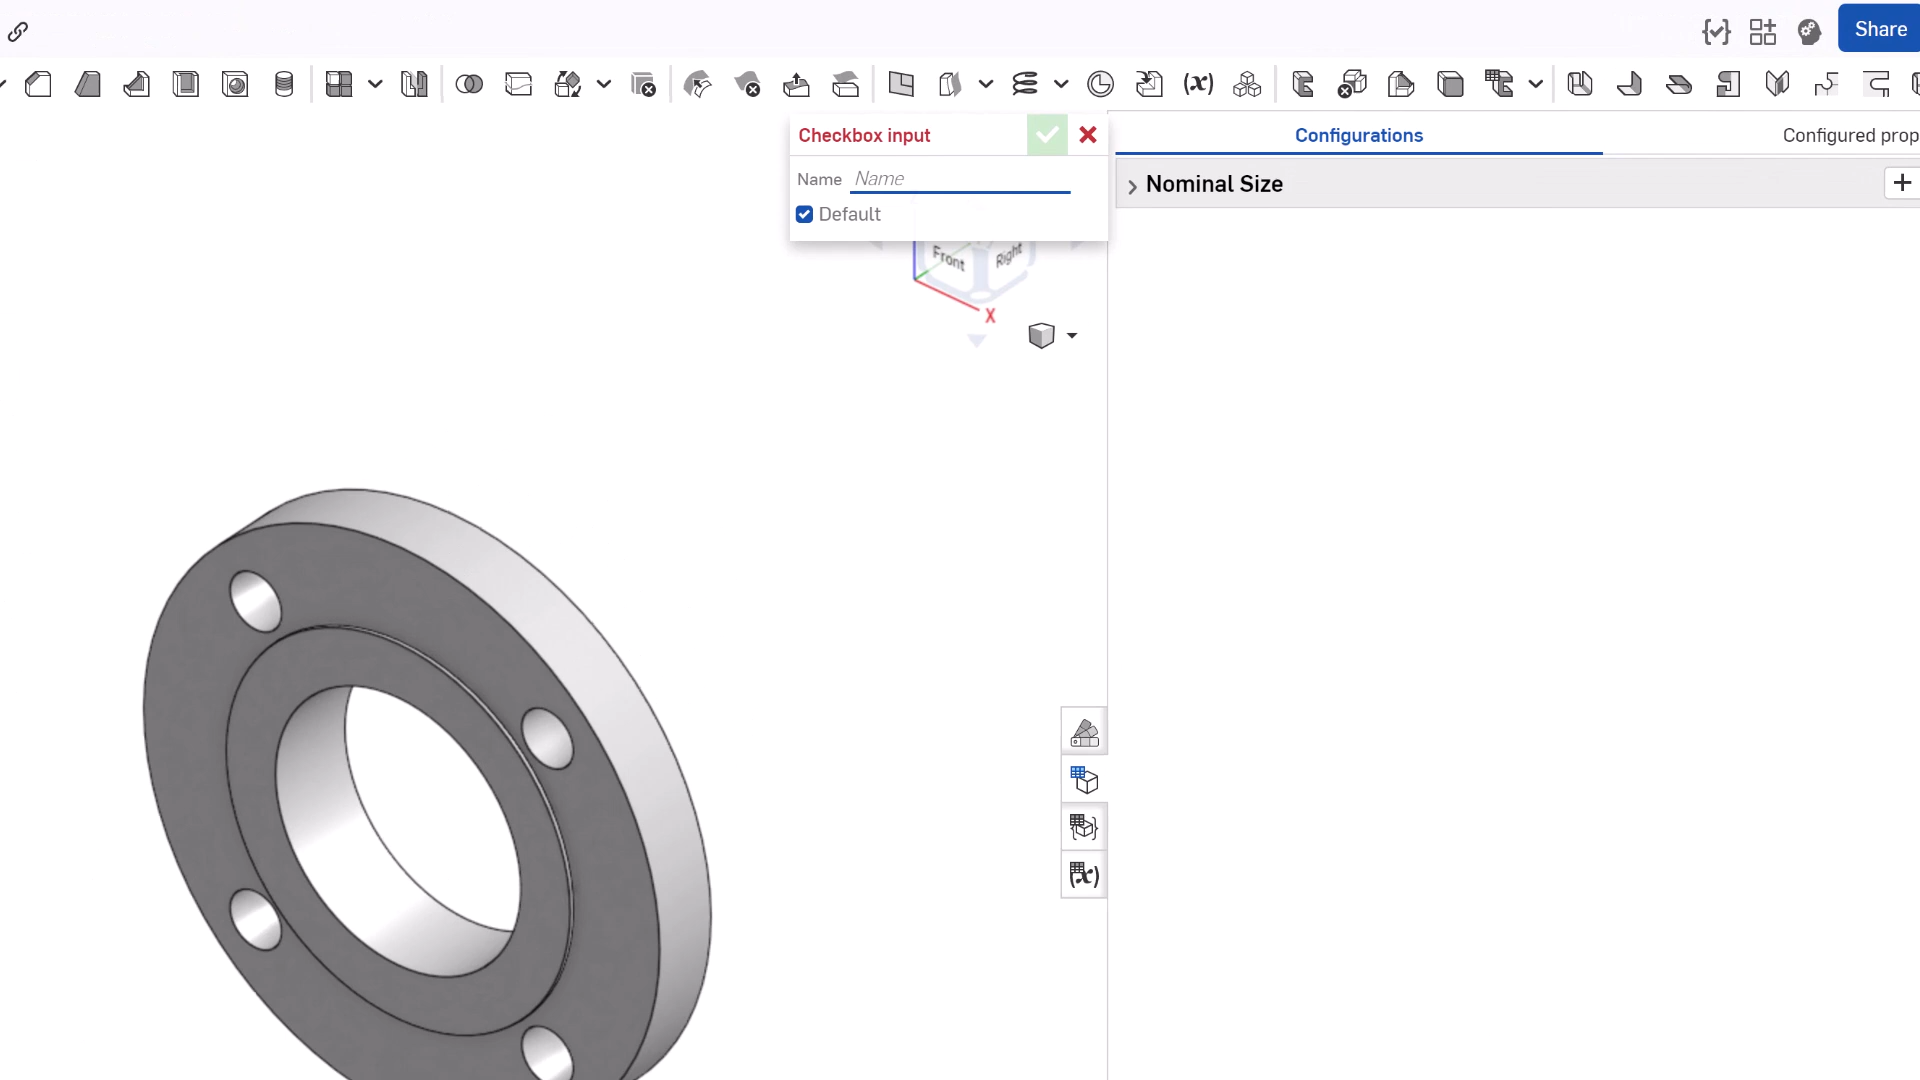 Share
(x)
Checkbox input
Name Name
Default
Configurations
Configured prop
Nominal Size
Front
Right
X
(x)